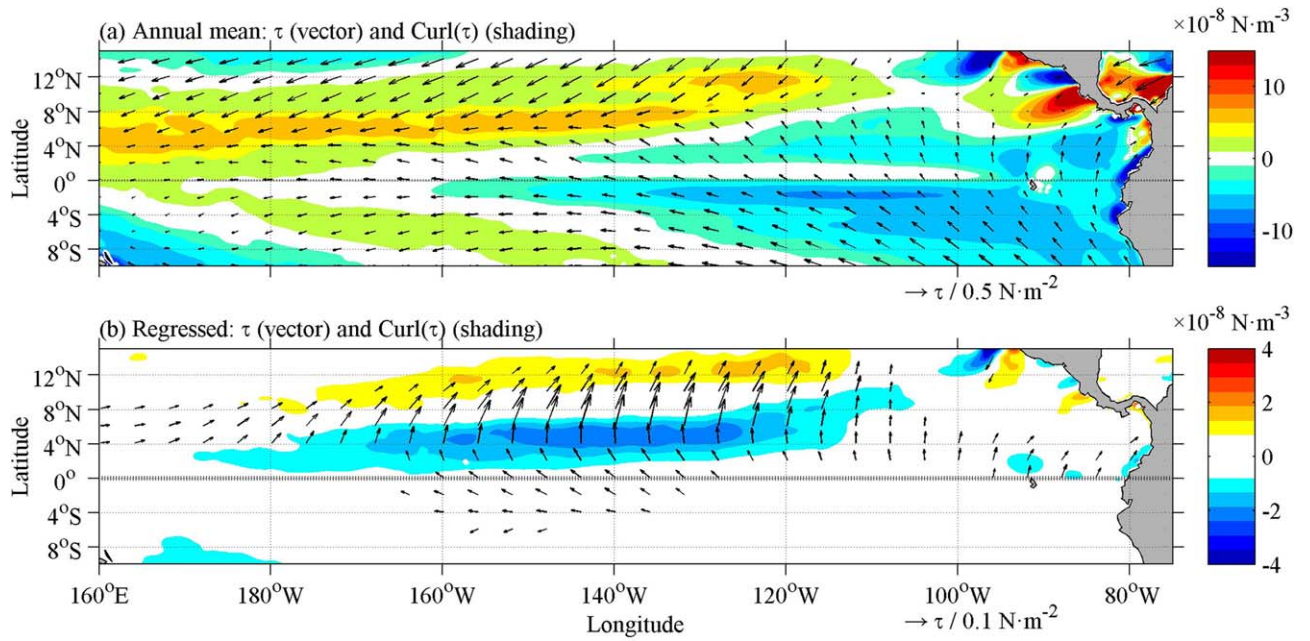 (a) Annual mean: τ (vector) and Curl(τ) (shading)
×10⁻⁸ N·m⁻³
12°N
8°N
4°N
0°
4°S
8°S
Latitude
10
5
0
-5
-10
→ τ / 0.5 N·m⁻²
(b) Regressed: τ (vector) and Curl(τ) (shading)
×10⁻⁸ N·m⁻³
12°N
8°N
4°N
0°
4°S
8°S
Latitude
4
2
0
-2
-4
160°E 180°W 160°W 140°W 120°W 100°W 80°W
Longitude
→ τ / 0.1 N·m⁻²